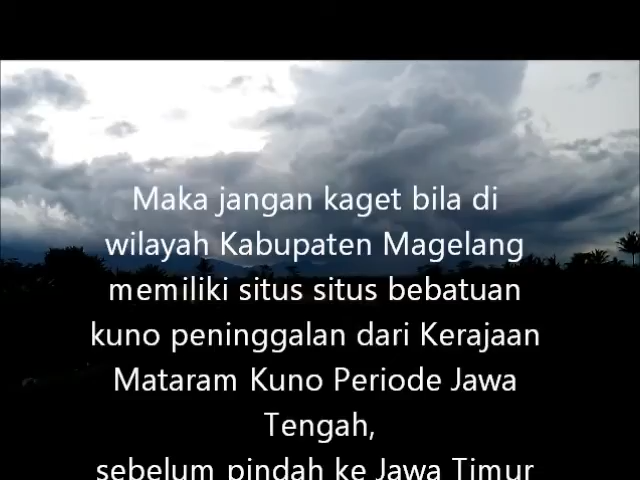 Maka jangan kaget bila di
wilayah Kabupaten Magelang
memiliki situs situs bebatuan
kuno peninggalan dari Kerajaan
Mataram Kuno Periode Jawa
Tengah,
sebelum pindah ke Jawa Timur